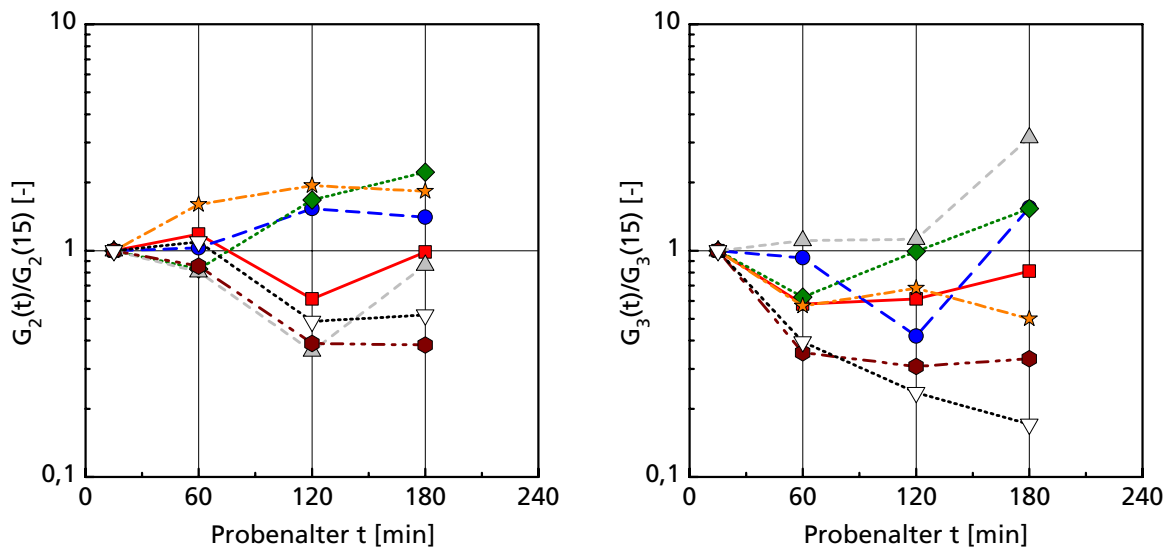 10
1
0,1
G2(t)/G2(15) [-]
0 60 120 180 240
Probenalter t [min]
10
1
0,1
G3(t)/G3(15) [-]
0 60 120 180 240
Probenalter t [min]